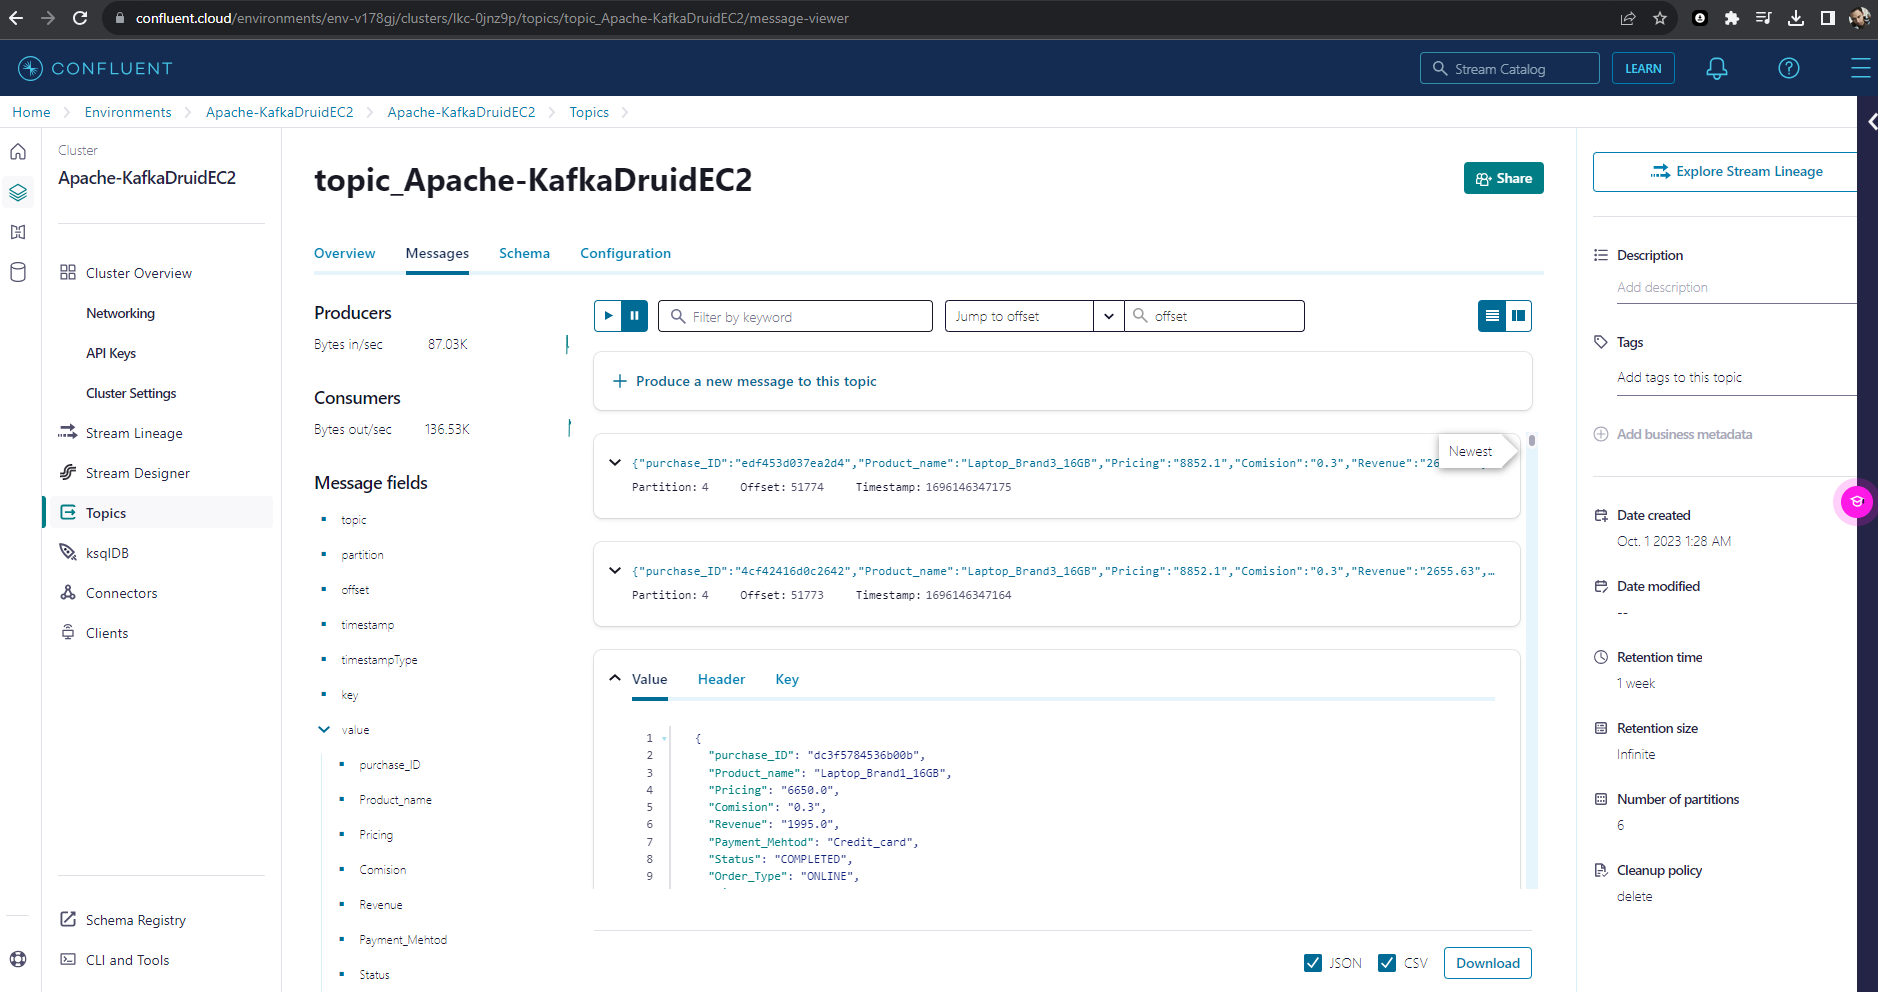 confluent.cloud/environments/env-v178gj/clusters/lkc-0jnz9p/topics/topic_Apache-KafkaDruidEC2/message-viewer
CONFLUENT
Stream Catalog
LEARN
Home
Environments
Apache-KafkaDruidEC2
Apache-KafkaDruidEC2
Topics
Cluster
Apache-KafkaDruidEC2
Cluster Overview
Networking
API Keys
Cluster Settings
Stream Lineage
Stream Designer
Topics
ksqlDB
Connectors
Clients
Schema Registry
CLI and Tools
topic_Apache-KafkaDruidEC2
Share
Overview
Messages
Schema
Configuration
Producers
Bytes in/sec 87.03K
Consumers
Bytes out/sec 136.53K
Message fields
topic
partition
offset
timestamp
timestampType
key
value
purchase_ID
Product_name
Pricing
Comision
Revenue
Payment_Mehtod
Status
Filter by keyword
Jump to offset
offset
+ Produce a new message to this topic
Newest
{"purchase_ID":"edf453d037ea2d4","Product_name":"Laptop_Brand3_16GB","Pricing":"8852.1","Comision":"0.3","Revenue":"26
Partition: 4 Offset: 51774 Timestamp: 1696146347175
{"purchase_ID":"4cf42416d0c2642","Product_name":"Laptop_Brand3_16GB","Pricing":"8852.1","Comision":"0.3","Revenue":"2655.63",…
Partition: 4 Offset: 51773 Timestamp: 1696146347164
Value Header Key
1 {
2 "purchase_ID": "dc3f5784536b00b",
3 "Product_name": "Laptop_Brand1_16GB",
4 "Pricing": "6650.0",
5 "Comision": "0.3",
6 "Revenue": "1995.0",
7 "Payment_Mehtod": "Credit_card",
8 "Status": "COMPLETED",
9 "Order_Type": "ONLINE",
JSON
CSV
Download
Explore Stream Lineage
Description
Add description
Tags
Add tags to this topic
Add business metadata
Date created
Oct. 1 2023 1:28 AM
Date modified
--
Retention time
1 week
Retention size
Infinite
Number of partitions
6
Cleanup policy
delete